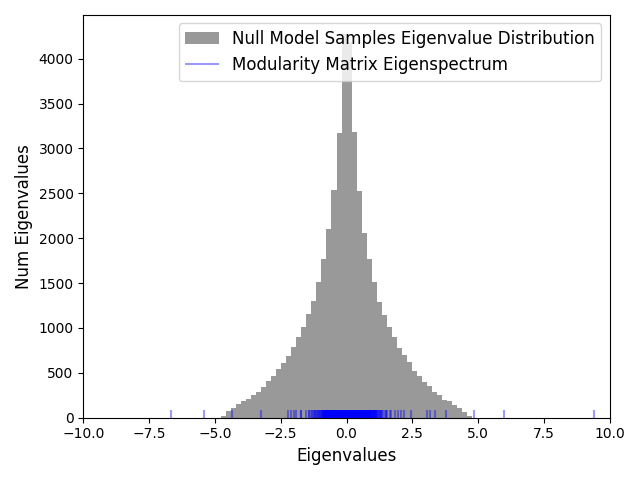 Null Model Samples Eigenvalue Distribution
Modularity Matrix Eigenspectrum
Num Eigenvalues
4000
3500
3000
2500
2000
1500
1000
500
0
−10.0 −7.5 −5.0 −2.5 0.0 2.5 5.0 7.5 10.0
Eigenvalues